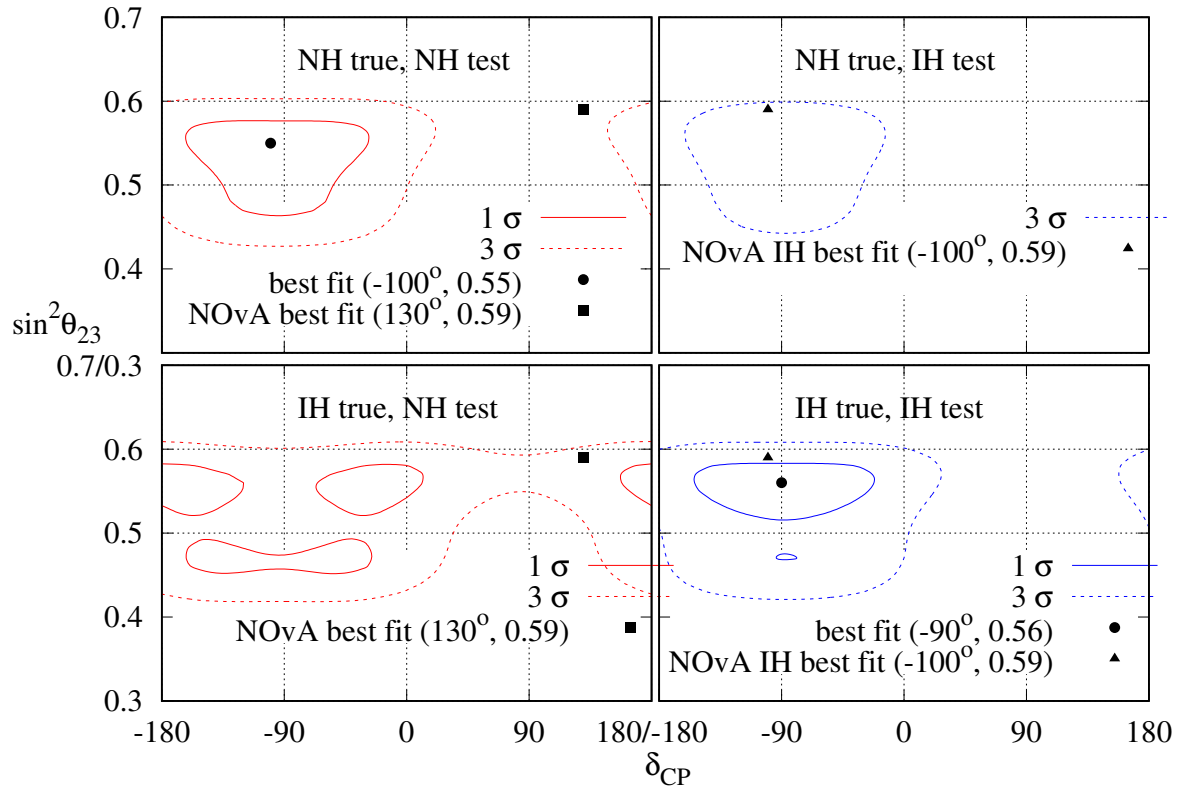 0.7
NH true, NH test
NH true, IH test
0.6
0.5
1 σ
3 σ
3 σ
NOvA IH best fit (-100°, 0.59)
0.4
best fit (-100°, 0.55)
NOvA best fit (130°, 0.59)
sin²θ₂₃
0.7/0.3
IH true, NH test
IH true, IH test
0.6
0.5
1 σ
1 σ
3 σ
3 σ
0.4
NOvA best fit (130°, 0.59)
best fit (-90°, 0.56)
NOvA IH best fit (-100°, 0.59)
0.3
-180 -90 0 90 180/-180 -90 0 90 180
δCP